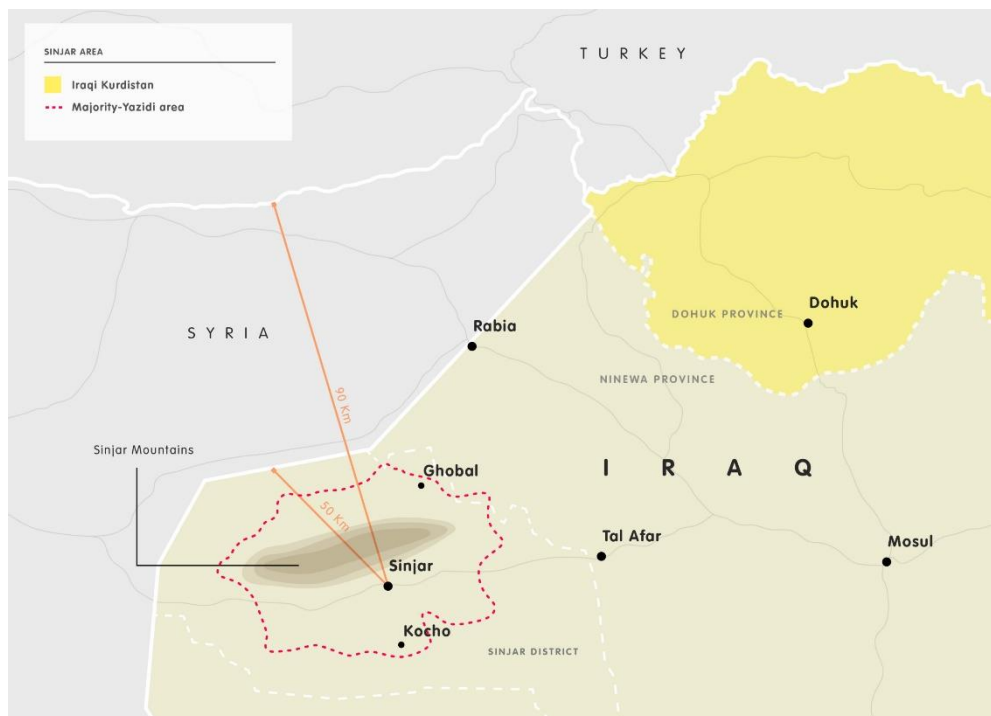 SINJAR AREA
Iraqi Kurdistan
Majority-Yazidi area
TURKEY
Dohuk
DOHUK PROVINCE
Rabia
SYRIA
NINEWA PROVINCE
90 Km
Sinjar Mountains
Ghobal
IRAQ
50 Km
Tal Afar
Mosul
Sinjar
Kocho
SINJAR DISTRICT